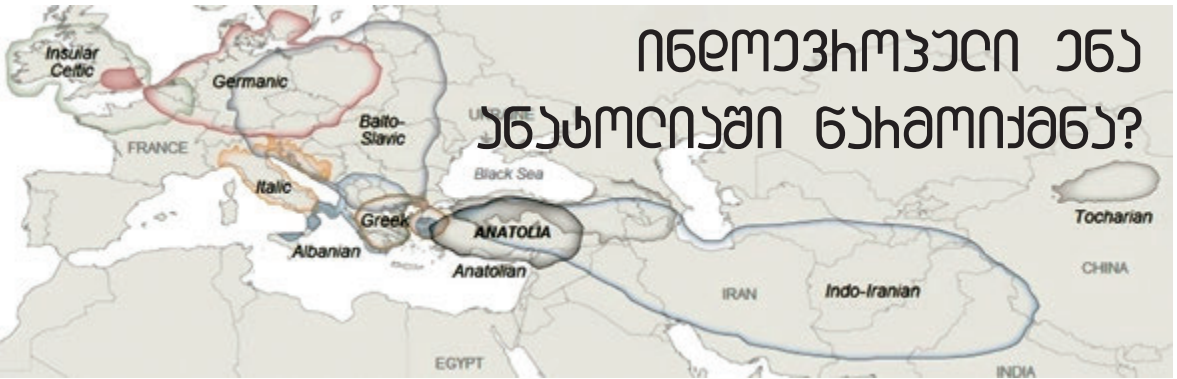 ინდოევროპული ენა
ანატოლიაში წარმოიქმნა?
Insular
Celtic
Germanic
Balto-
Slavic
UKRAINE
FRANCE
Black Sea
Italic
Greek
ANATOLIA
Tocharian
Albanian
Anatolian
CHINA
IRAN
Indo-Iranian
EGYPT
INDIA